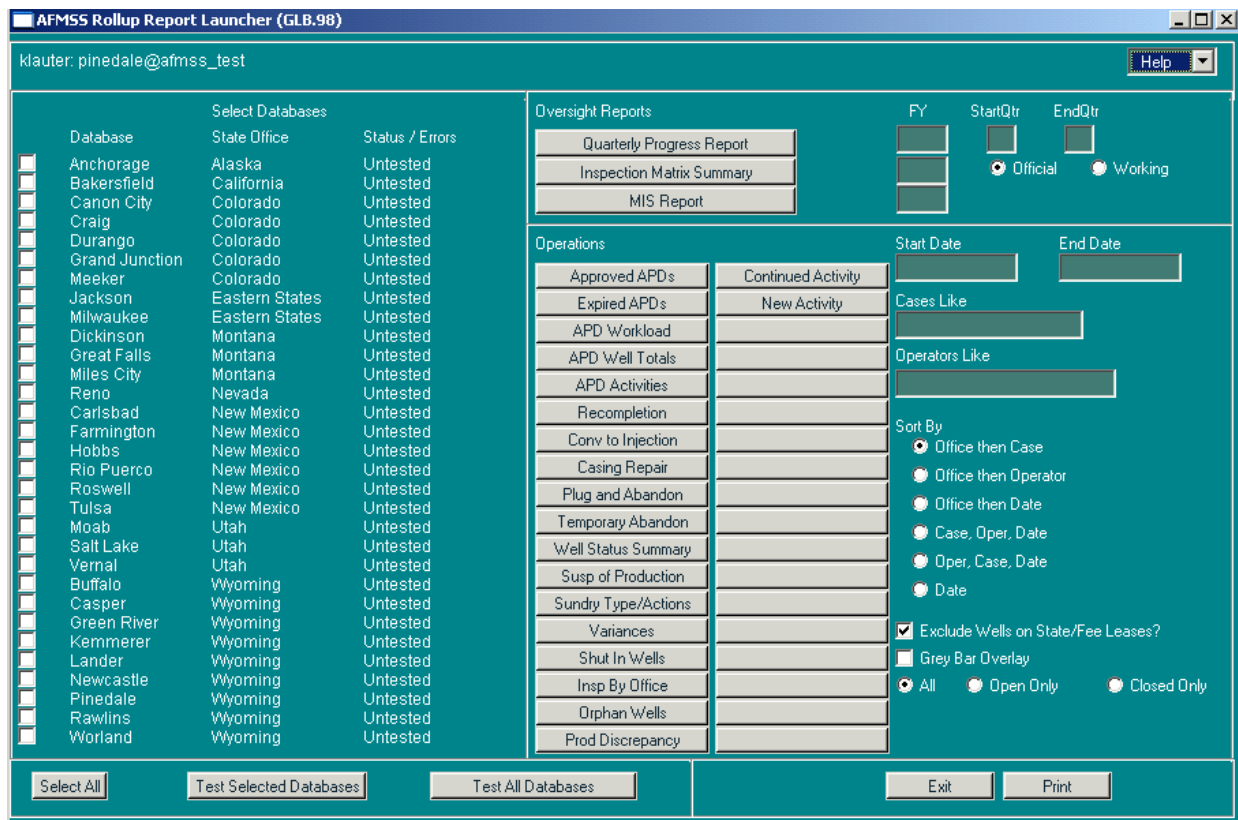 AFMSS Rollup Report Launcher (GLB.98)
klauter: pinedale@afmss_test
Help
Select Databases
Database State Office Status / Errors
Anchorage Alaska Untested
Bakersfield California Untested
Canon City Colorado Untested
Craig Colorado Untested
Durango Colorado Untested
Grand Junction Colorado Untested
Meeker Colorado Untested
Jackson Eastern States Untested
Milwaukee Eastern States Untested
Dickinson Montana Untested
Great Falls Montana Untested
Miles City Montana Untested
Reno Nevada Untested
Carlsbad New Mexico Untested
Farmington New Mexico Untested
Hobbs New Mexico Untested
Rio Puerco New Mexico Untested
Roswell New Mexico Untested
Tulsa New Mexico Untested
Moab Utah Untested
Salt Lake Utah Untested
Vernal Utah Untested
Buffalo Wyoming Untested
Casper Wyoming Untested
Green River Wyoming Untested
Kemmerer Wyoming Untested
Lander Wyoming Untested
Newcastle Wyoming Untested
Pinedale Wyoming Untested
Rawlins Wyoming Untested
Worland Wyoming Untested
Oversight Reports FY StartQtr EndQtr
Quarterly Progress Report
Inspection Matrix Summary Official Working
MIS Report
Operations
Approved APDs Continued Activity
Expired APDs New Activity
APD Workload
APD Well Totals
APD Activities
Recompletion
Conv to Injection
Casing Repair
Plug and Abandon
Temporary Abandon
Well Status Summary
Susp of Production
Sundry Type/Actions
Variances
Shut In Wells
Insp By Office
Orphan Wells
Prod Discrepancy
Start Date End Date
Cases Like
Operators Like
Sort By
Office then Case
Office then Operator
Office then Date
Case, Oper, Date
Oper, Case, Date
Date
Exclude Wells on State/Fee Leases?
Grey Bar Overlay
All Open Only Closed Only
Select All Test Selected Databases Test All Databases Exit Print